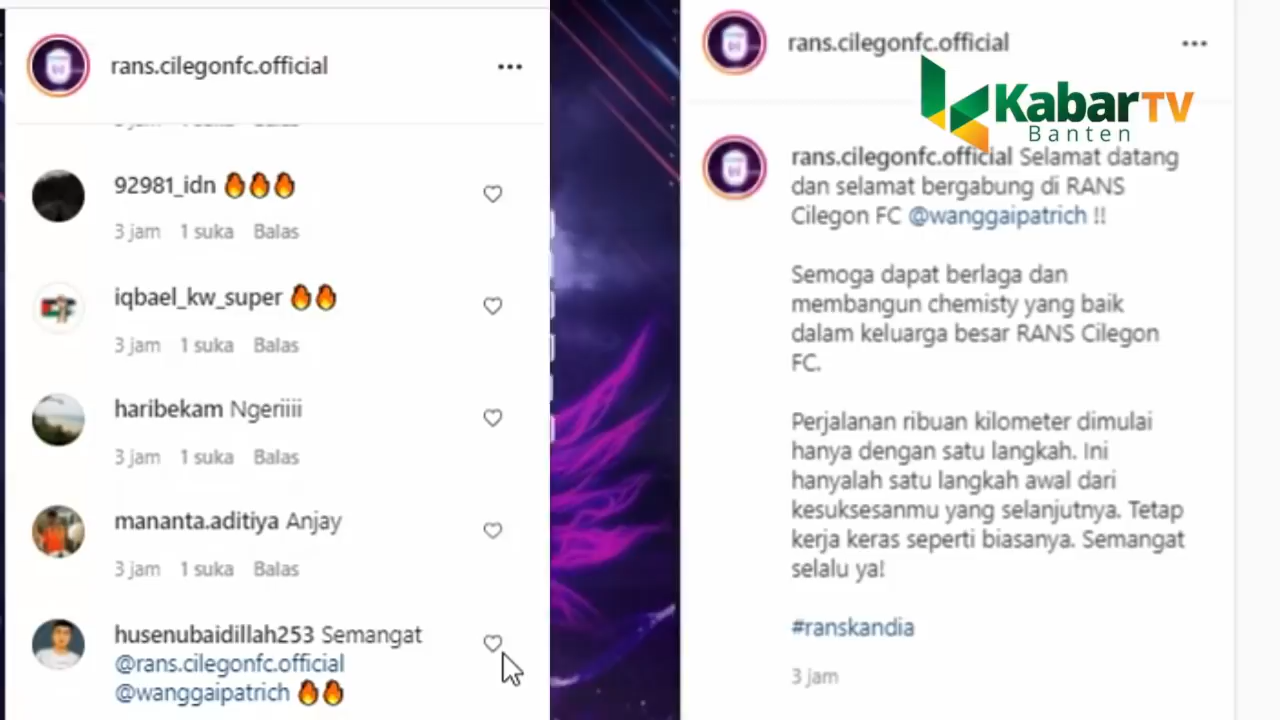 rans.cilegonfc.official
92981_idn 🔥🔥🔥
3 jam 1 suka Balas
iqbael_kw_super 🔥🔥
3 jam 1 suka Balas
haribekam Ngeriiii
3 jam 1 suka Balas
mananta.aditiya Anjay
3 jam 1 suka Balas
husenubaidillah253 Semangat
@rans.cilegonfc.official
@wanggaipatrich 🔥🔥
rans.cilegonfc.official
KabarTV
Banten
rans.cilegonfc.official Selamat datang
dan selamat bergabung di RANS
Cilegon FC @wanggaipatrich !!
Semoga dapat berlaga dan
membangun chemisty yang baik
dalam keluarga besar RANS Cilegon
FC.
Perjalanan ribuan kilometer dimulai
hanya dengan satu langkah. Ini
hanyalah satu langkah awal dari
kesuksesanmu yang selanjutnya. Tetap
kerja keras seperti biasanya. Semangat
selalu ya!
#ranskandia
3 jam